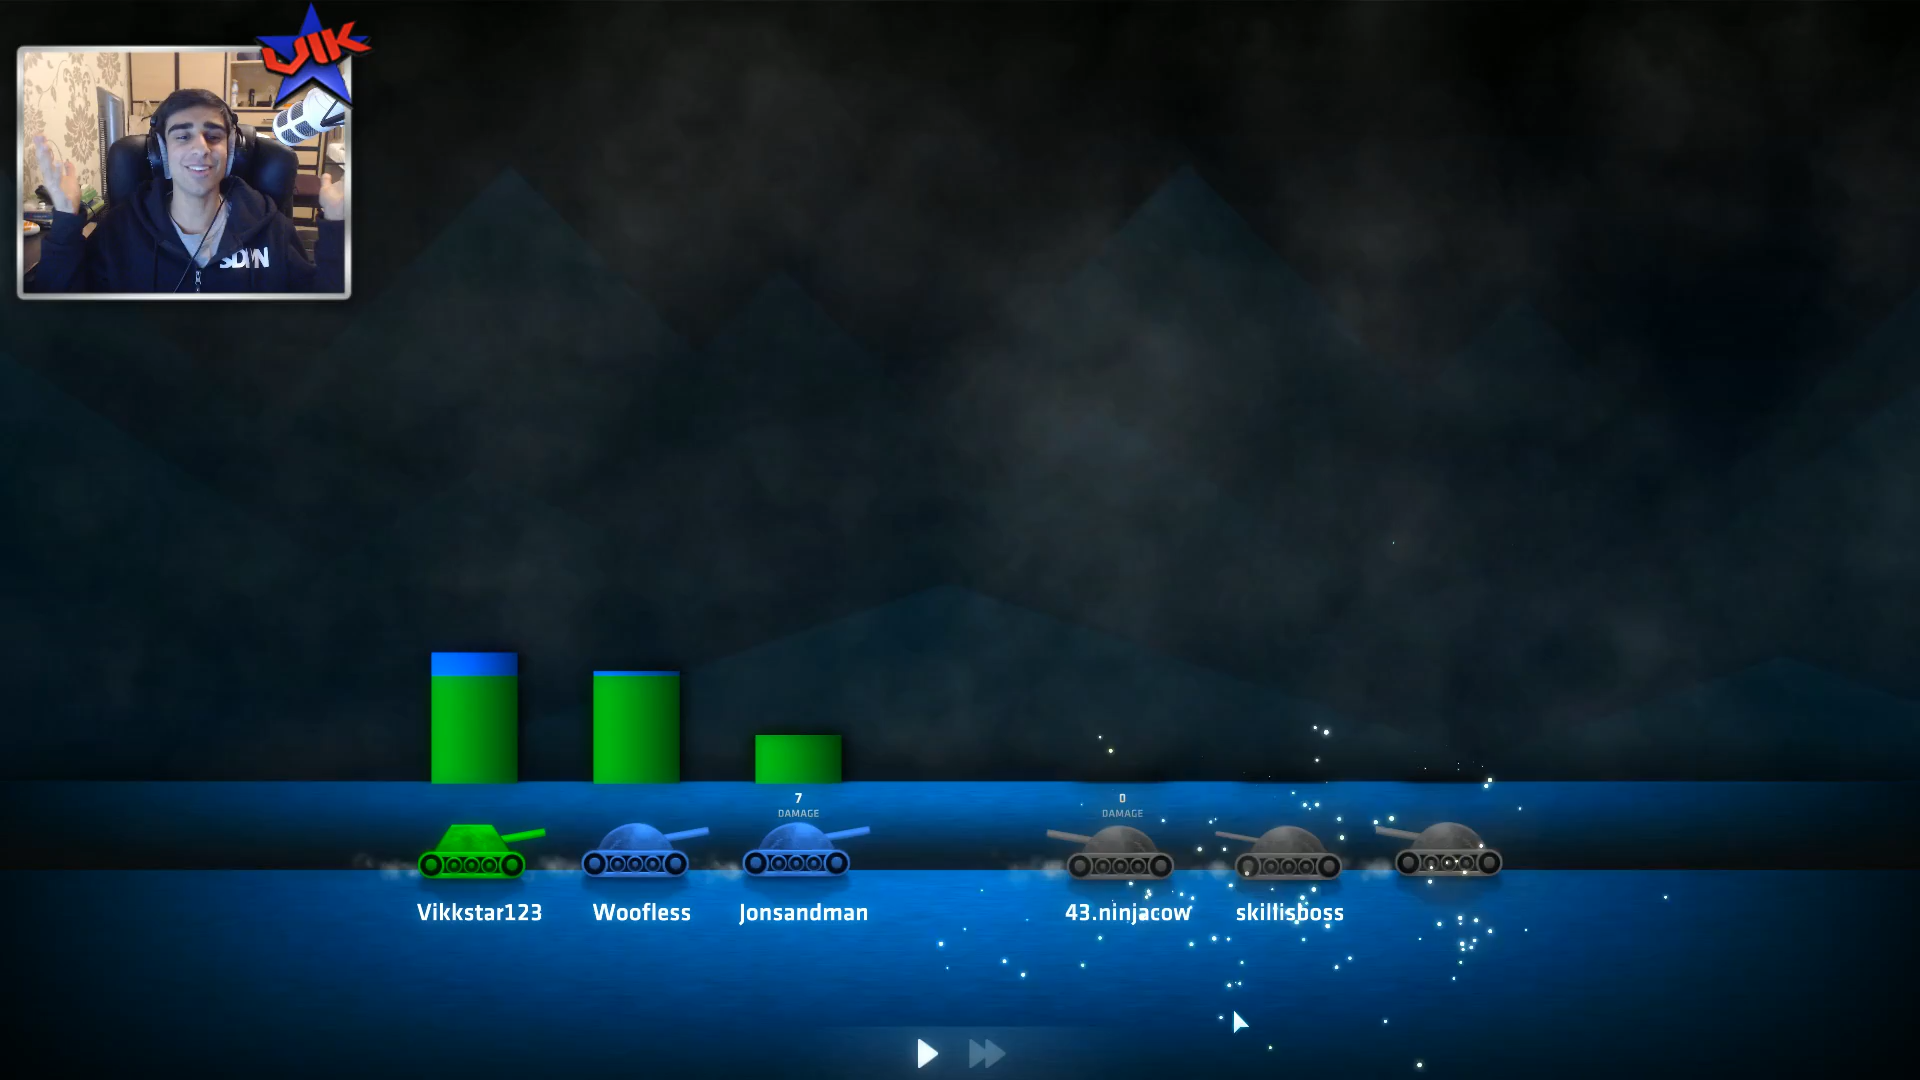 VIK
SDMN
7
DAMAGE
0
DAMAGE
Vikkstar123
Woofless
Jonsandman
43.ninjacow
skillisboss